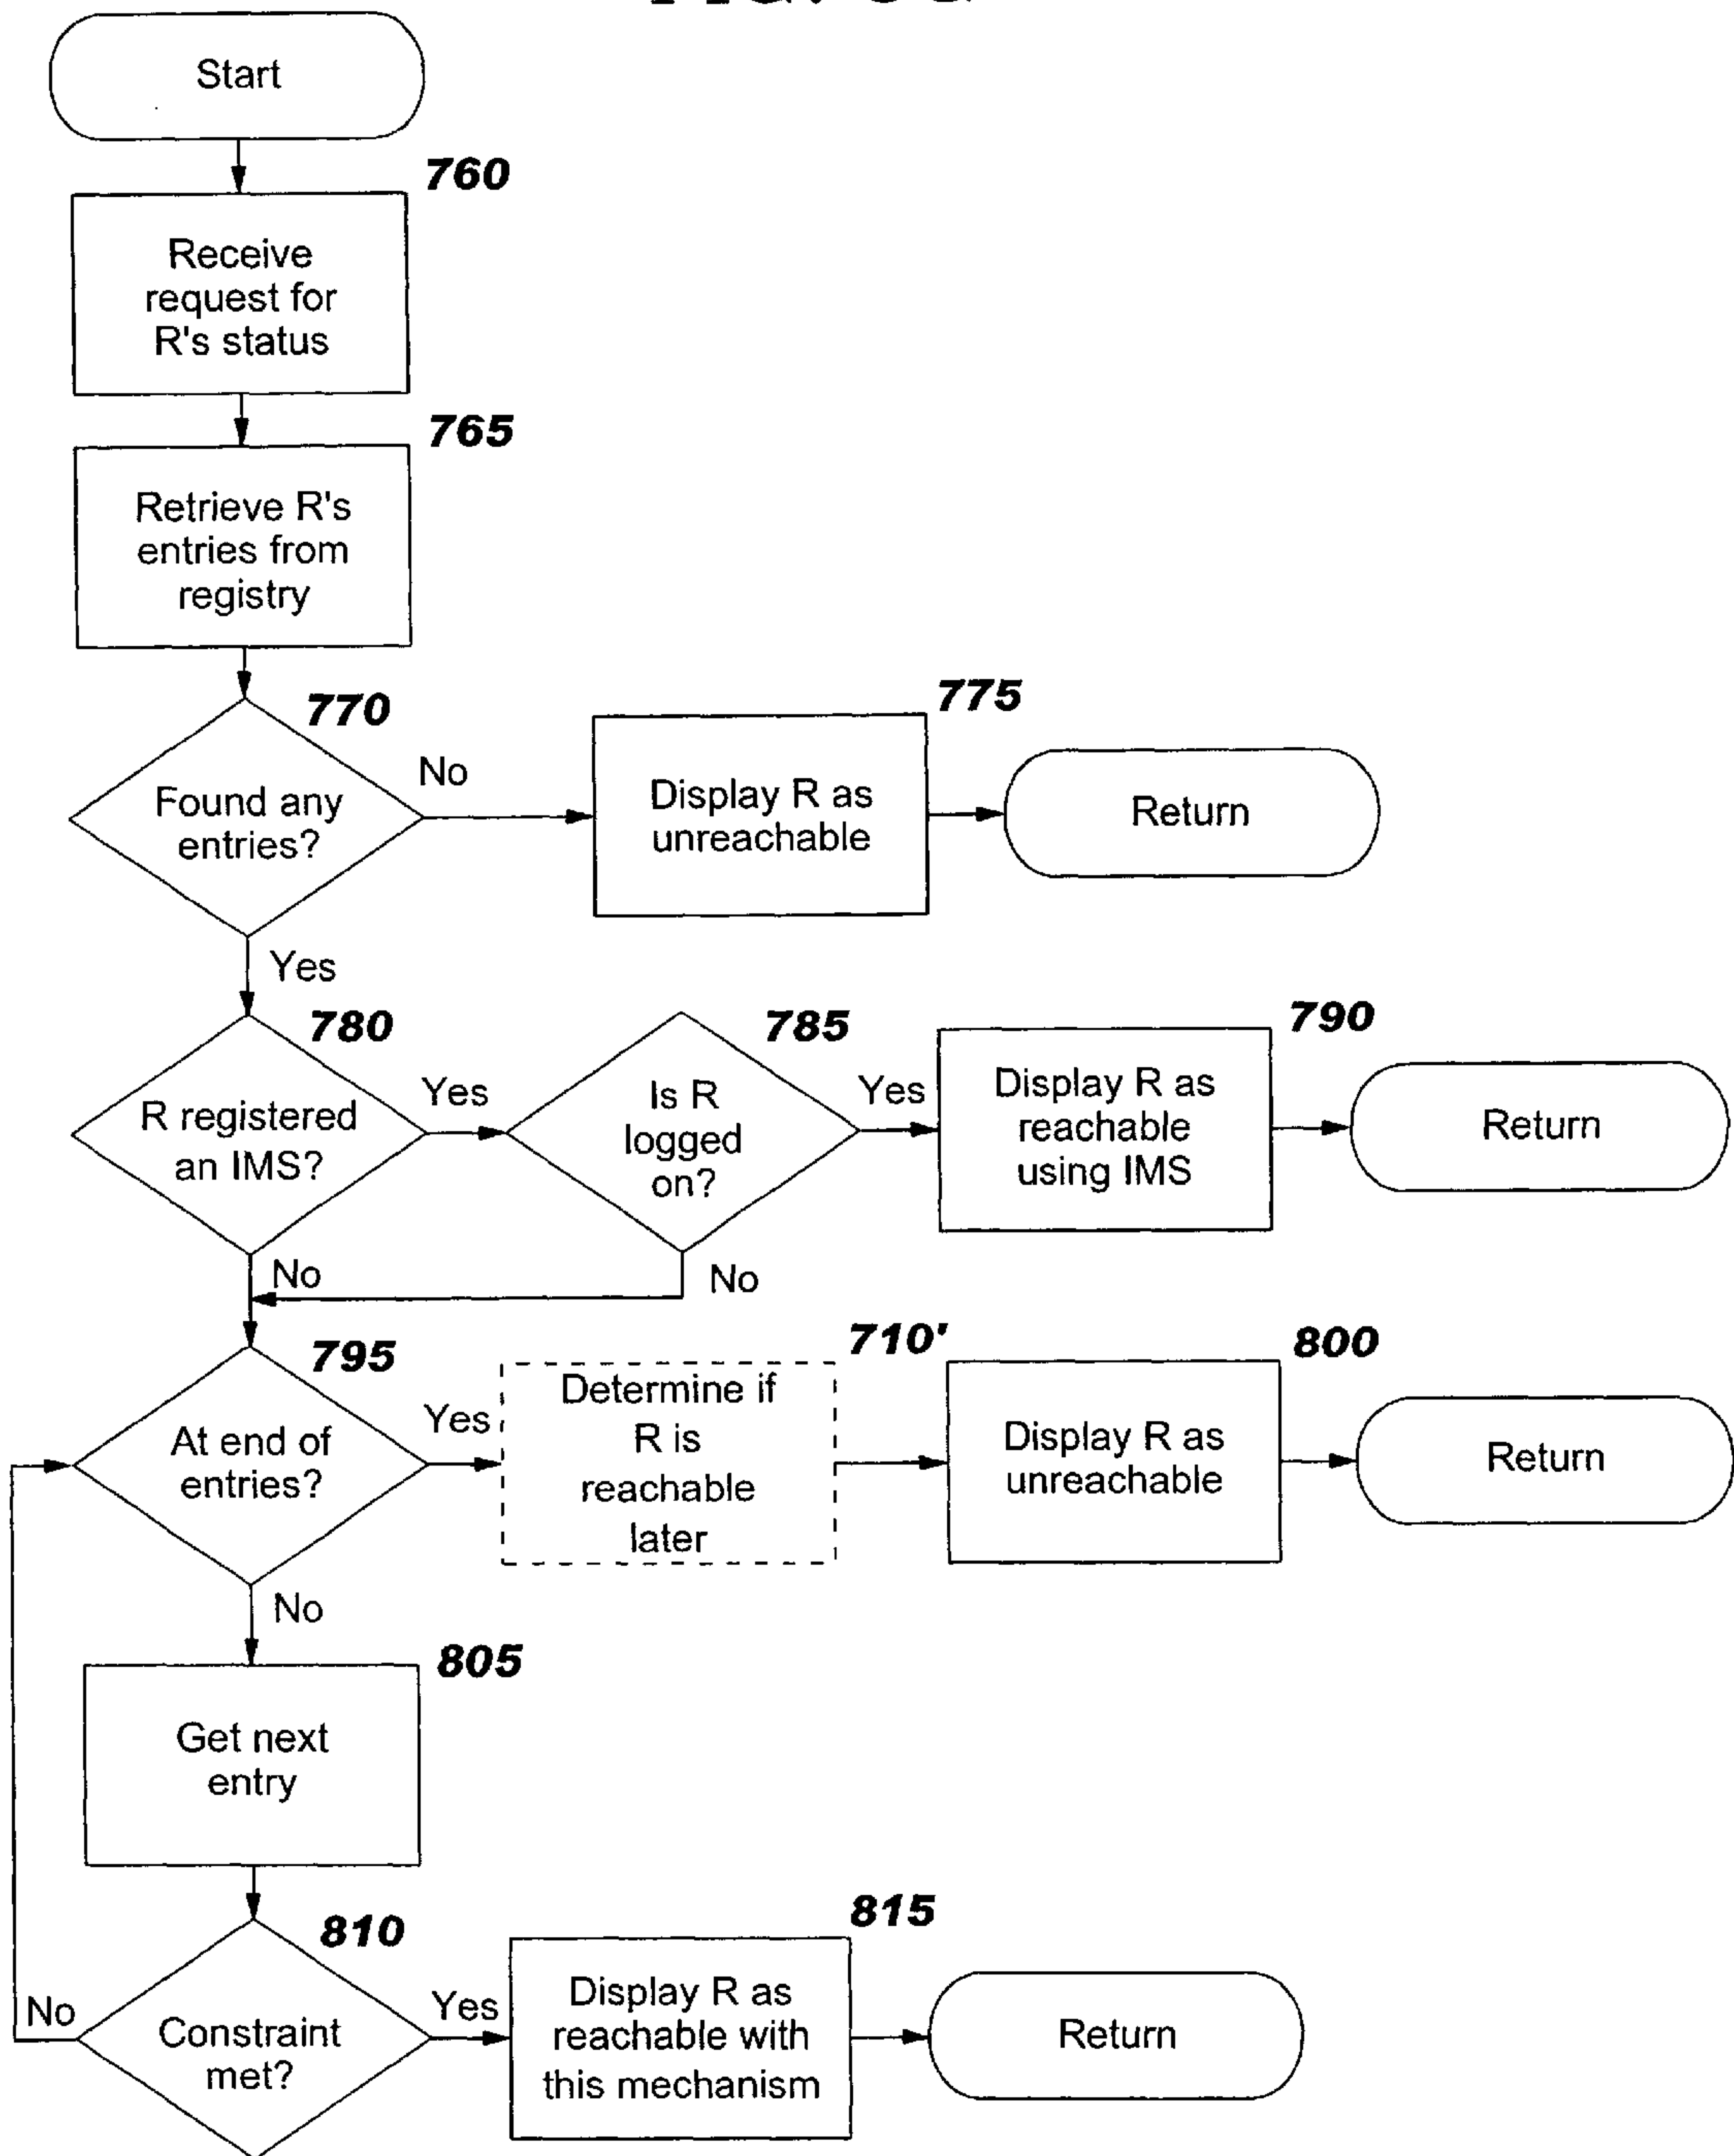 Start
760
Receive
request for
R's status
765
Retrieve R's
entries from
registry
770
Found any
entries?
No
775
Display R as
unreachable
Return
Yes
780
R registered
an IMS?
Yes
785
Is R
logged
on?
Yes
790
Display R as
reachable
using IMS
Return
No
No
795
At end of
entries?
Yes
710'
Determine if
R is
reachable
later
800
Display R as
unreachable
Return
No
805
Get next
entry
810
Constraint
met?
No
Yes
815
Display R as
reachable with
this mechanism
Return